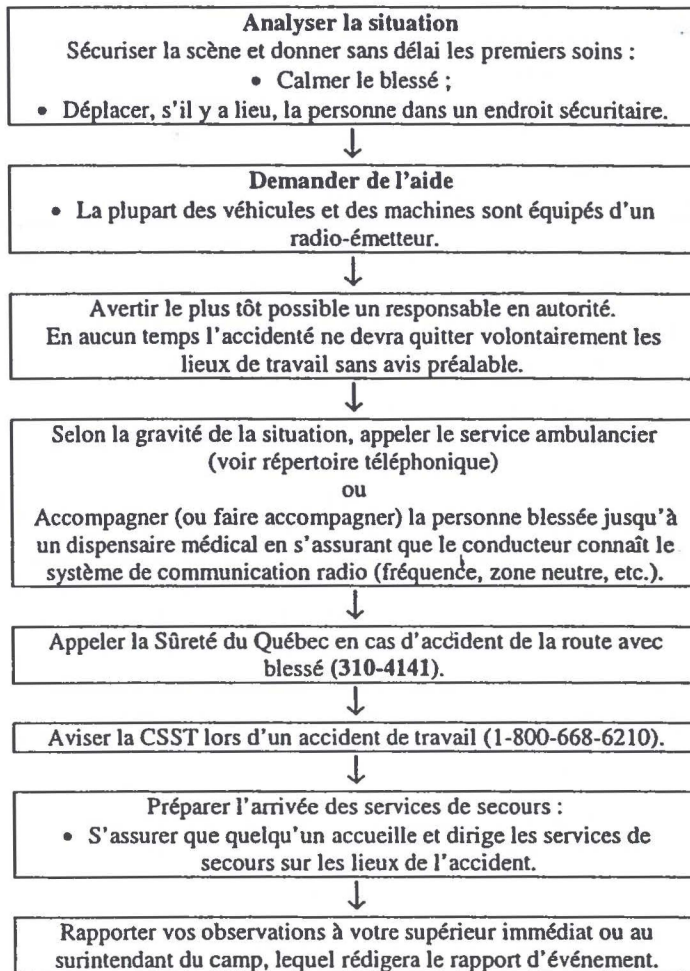 Analyser la situation
Sécuriser la scène et donner sans délai les premiers soins :
• Calmer le blessé ;
• Déplacer, s'il y a lieu, la personne dans un endroit sécuritaire.
↓
Demander de l'aide
• La plupart des véhicules et des machines sont équipés d'un
radio-émetteur.
↓
Avertir le plus tôt possible un responsable en autorité.
En aucun temps l'accidenté ne devra quitter volontairement les
lieux de travail sans avis préalable.
↓
Selon la gravité de la situation, appeler le service ambulancier
(voir répertoire téléphonique)
ou
Accompagner (ou faire accompagner) la personne blessée jusqu'à
un dispensaire médical en s'assurant que le conducteur connaît le
système de communication radio (fréquence, zone neutre, etc.).
↓
Appeler la Sûreté du Québec en cas d'accident de la route avec
blessé (310-4141).
↓
Aviser la CSST lors d'un accident de travail (1-800-668-6210).
↓
Préparer l'arrivée des services de secours :
• S'assurer que quelqu'un accueille et dirige les services de
secours sur les lieux de l'accident.
↓
Rapporter vos observations à votre supérieur immédiat ou au
surintendant du camp, lequel rédigera le rapport d'événement.